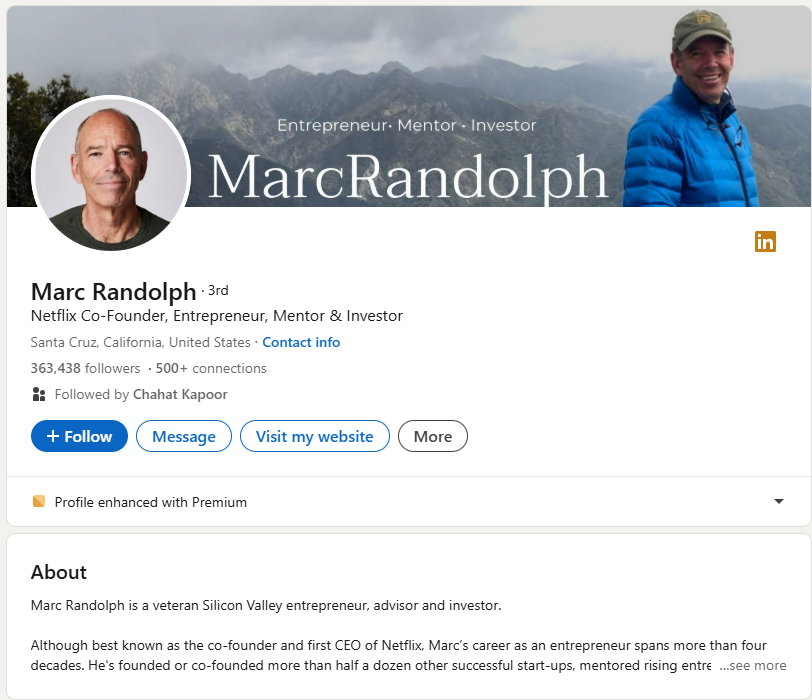 Entrepreneur· Mentor · Investor
MarcRandolph
in
Marc Randolph · 3rd
Netflix Co-Founder, Entrepreneur, Mentor & Investor
Santa Cruz, California, United States · Contact info
363,438 followers · 500+ connections
Followed by Chahat Kapoor
+ Follow Message Visit my website More
Profile enhanced with Premium
About
Marc Randolph is a veteran Silicon Valley entrepreneur, advisor and investor.
Although best known as the co-founder and first CEO of Netflix, Marc’s career as an entrepreneur spans more than four
decades. He's founded or co-founded more than half a dozen other successful start-ups, mentored rising entre ...see more